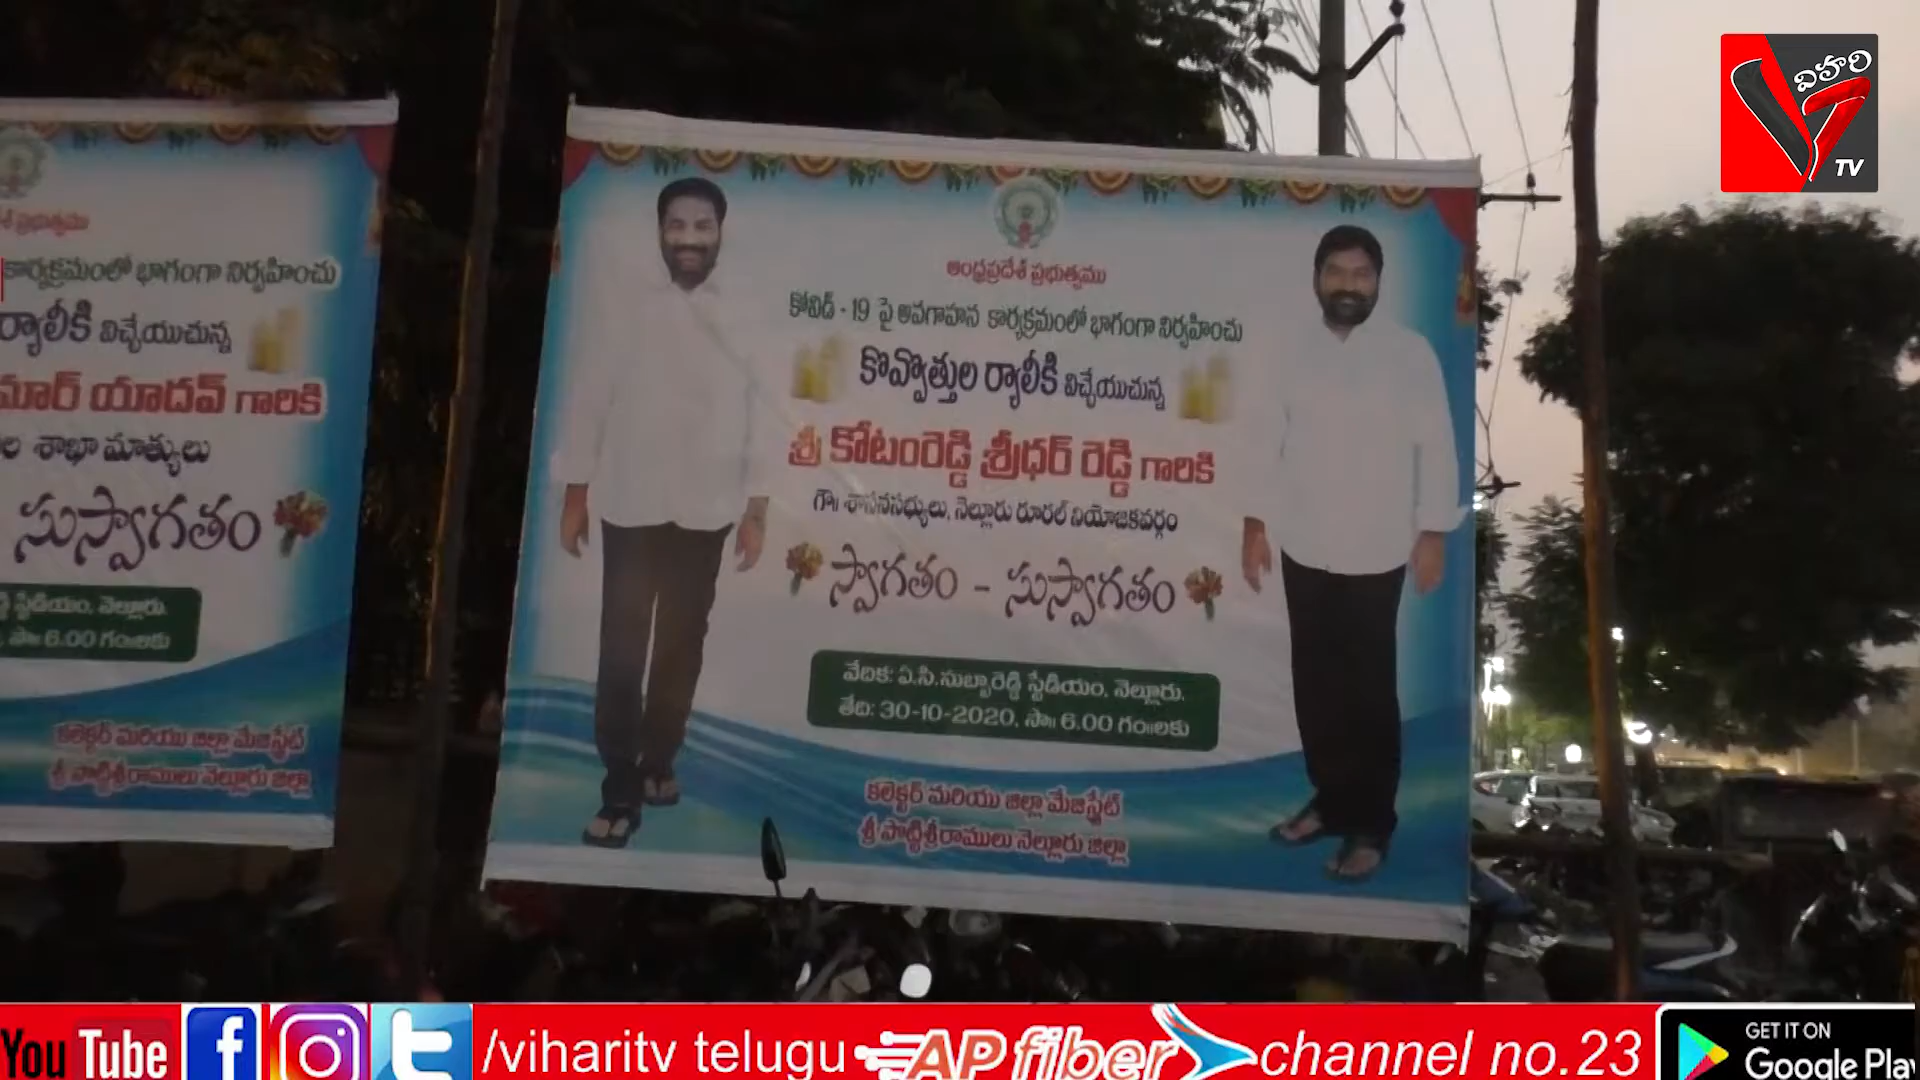 విహారి
TV
కార్యక్రమంలో భాగంగా నిర్వహించు
ర్యాలీకి విచ్చేయుచున్న
మార్ యాదవ్ గారికి
ల శాఖా మాత్యులు
సుస్వాగతం
స్టేడియం, నెల్లూరు.
సా॥ 6.00 గం॥లకు
కలెక్టర్ మరియు జిల్లా మేజిస్ట్రేట్
శ్రీ పొట్టిశ్రీరాములు నెల్లూరు జిల్లా
ఆంధ్రప్రదేశ్ ప్రభుత్వము
కోవిడ్ - 19 పై అవగాహన కార్యక్రమంలో భాగంగా నిర్వహించు
కొవ్వొత్తుల ర్యాలీకి విచ్చేయుచున్న
శ్రీ కోటంరెడ్డి శ్రీధర్ రెడ్డి గారికి
గౌ॥ శాసనసభ్యులు, నెల్లూరు రూరల్ నియోజకవర్గం
స్వాగతం - సుస్వాగతం
వేదిక: ఏ.సి.సుబ్బారెడ్డి స్టేడియం, నెల్లూరు.
తేది: 30-10-2020, సా॥ 6.00 గం॥లకు
కలెక్టర్ మరియు జిల్లా మేజిస్ట్రేట్
శ్రీ పొట్టిశ్రీరాములు నెల్లూరు జిల్లా
YouTube /viharitv telugu AP fiber channel no.23
GET IT ON
Google Play